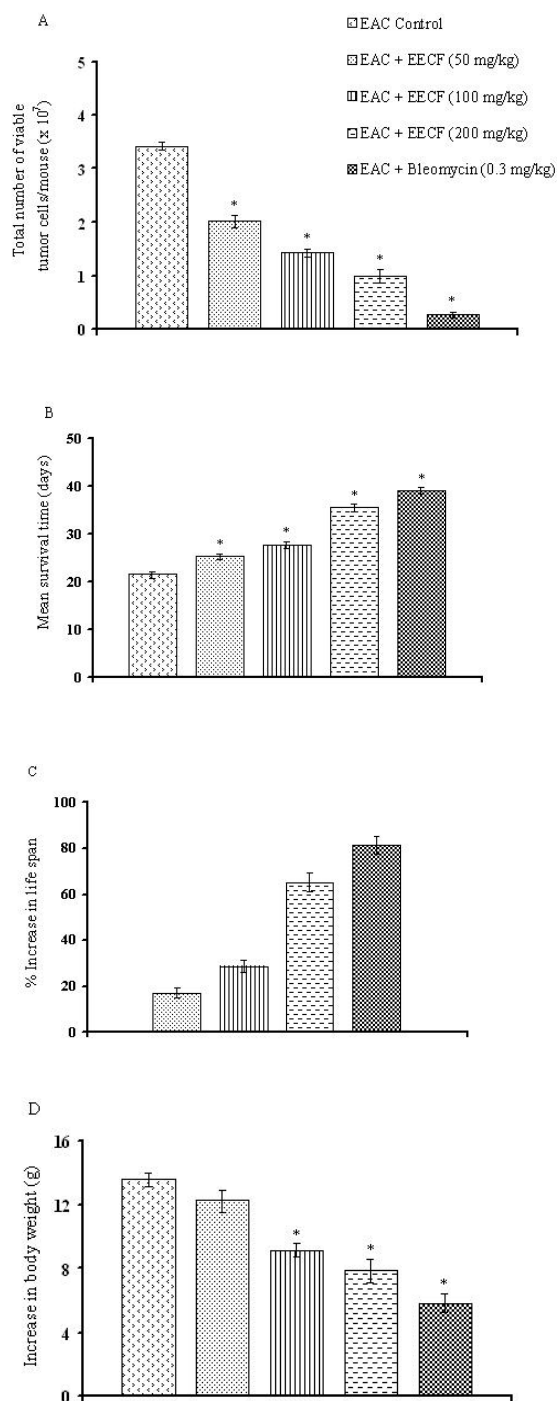 A
EAC Control
EAC + EECF (50 mg/kg)
EAC + EECF (100 mg/kg)
EAC + EECF (200 mg/kg)
EAC + Bleomycin (0.3 mg/kg)
Total number of viable
tumor cells/mouse (x 10⁷)
5
4
3
2
1
0
*
*
*
*
B
Mean survival time (days)
50
40
30
20
10
0
*
*
*
*
C
% Increase in life span
100
80
60
40
20
0
D
Increase in body weight (g)
16
12
8
4
0
*
*
*